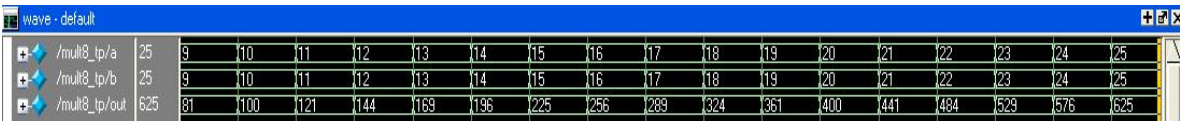 wave - default
/mult8_tp/a 25 9 10 11 12 13 14 15 16 17 18 19 20 21 22 23 24 25
/mult8_tp/b 25 9 10 11 12 13 14 15 16 17 18 19 20 21 22 23 24 25
/mult8_tp/out 625 81 100 121 144 169 196 225 256 289 324 361 400 441 484 529 576 625